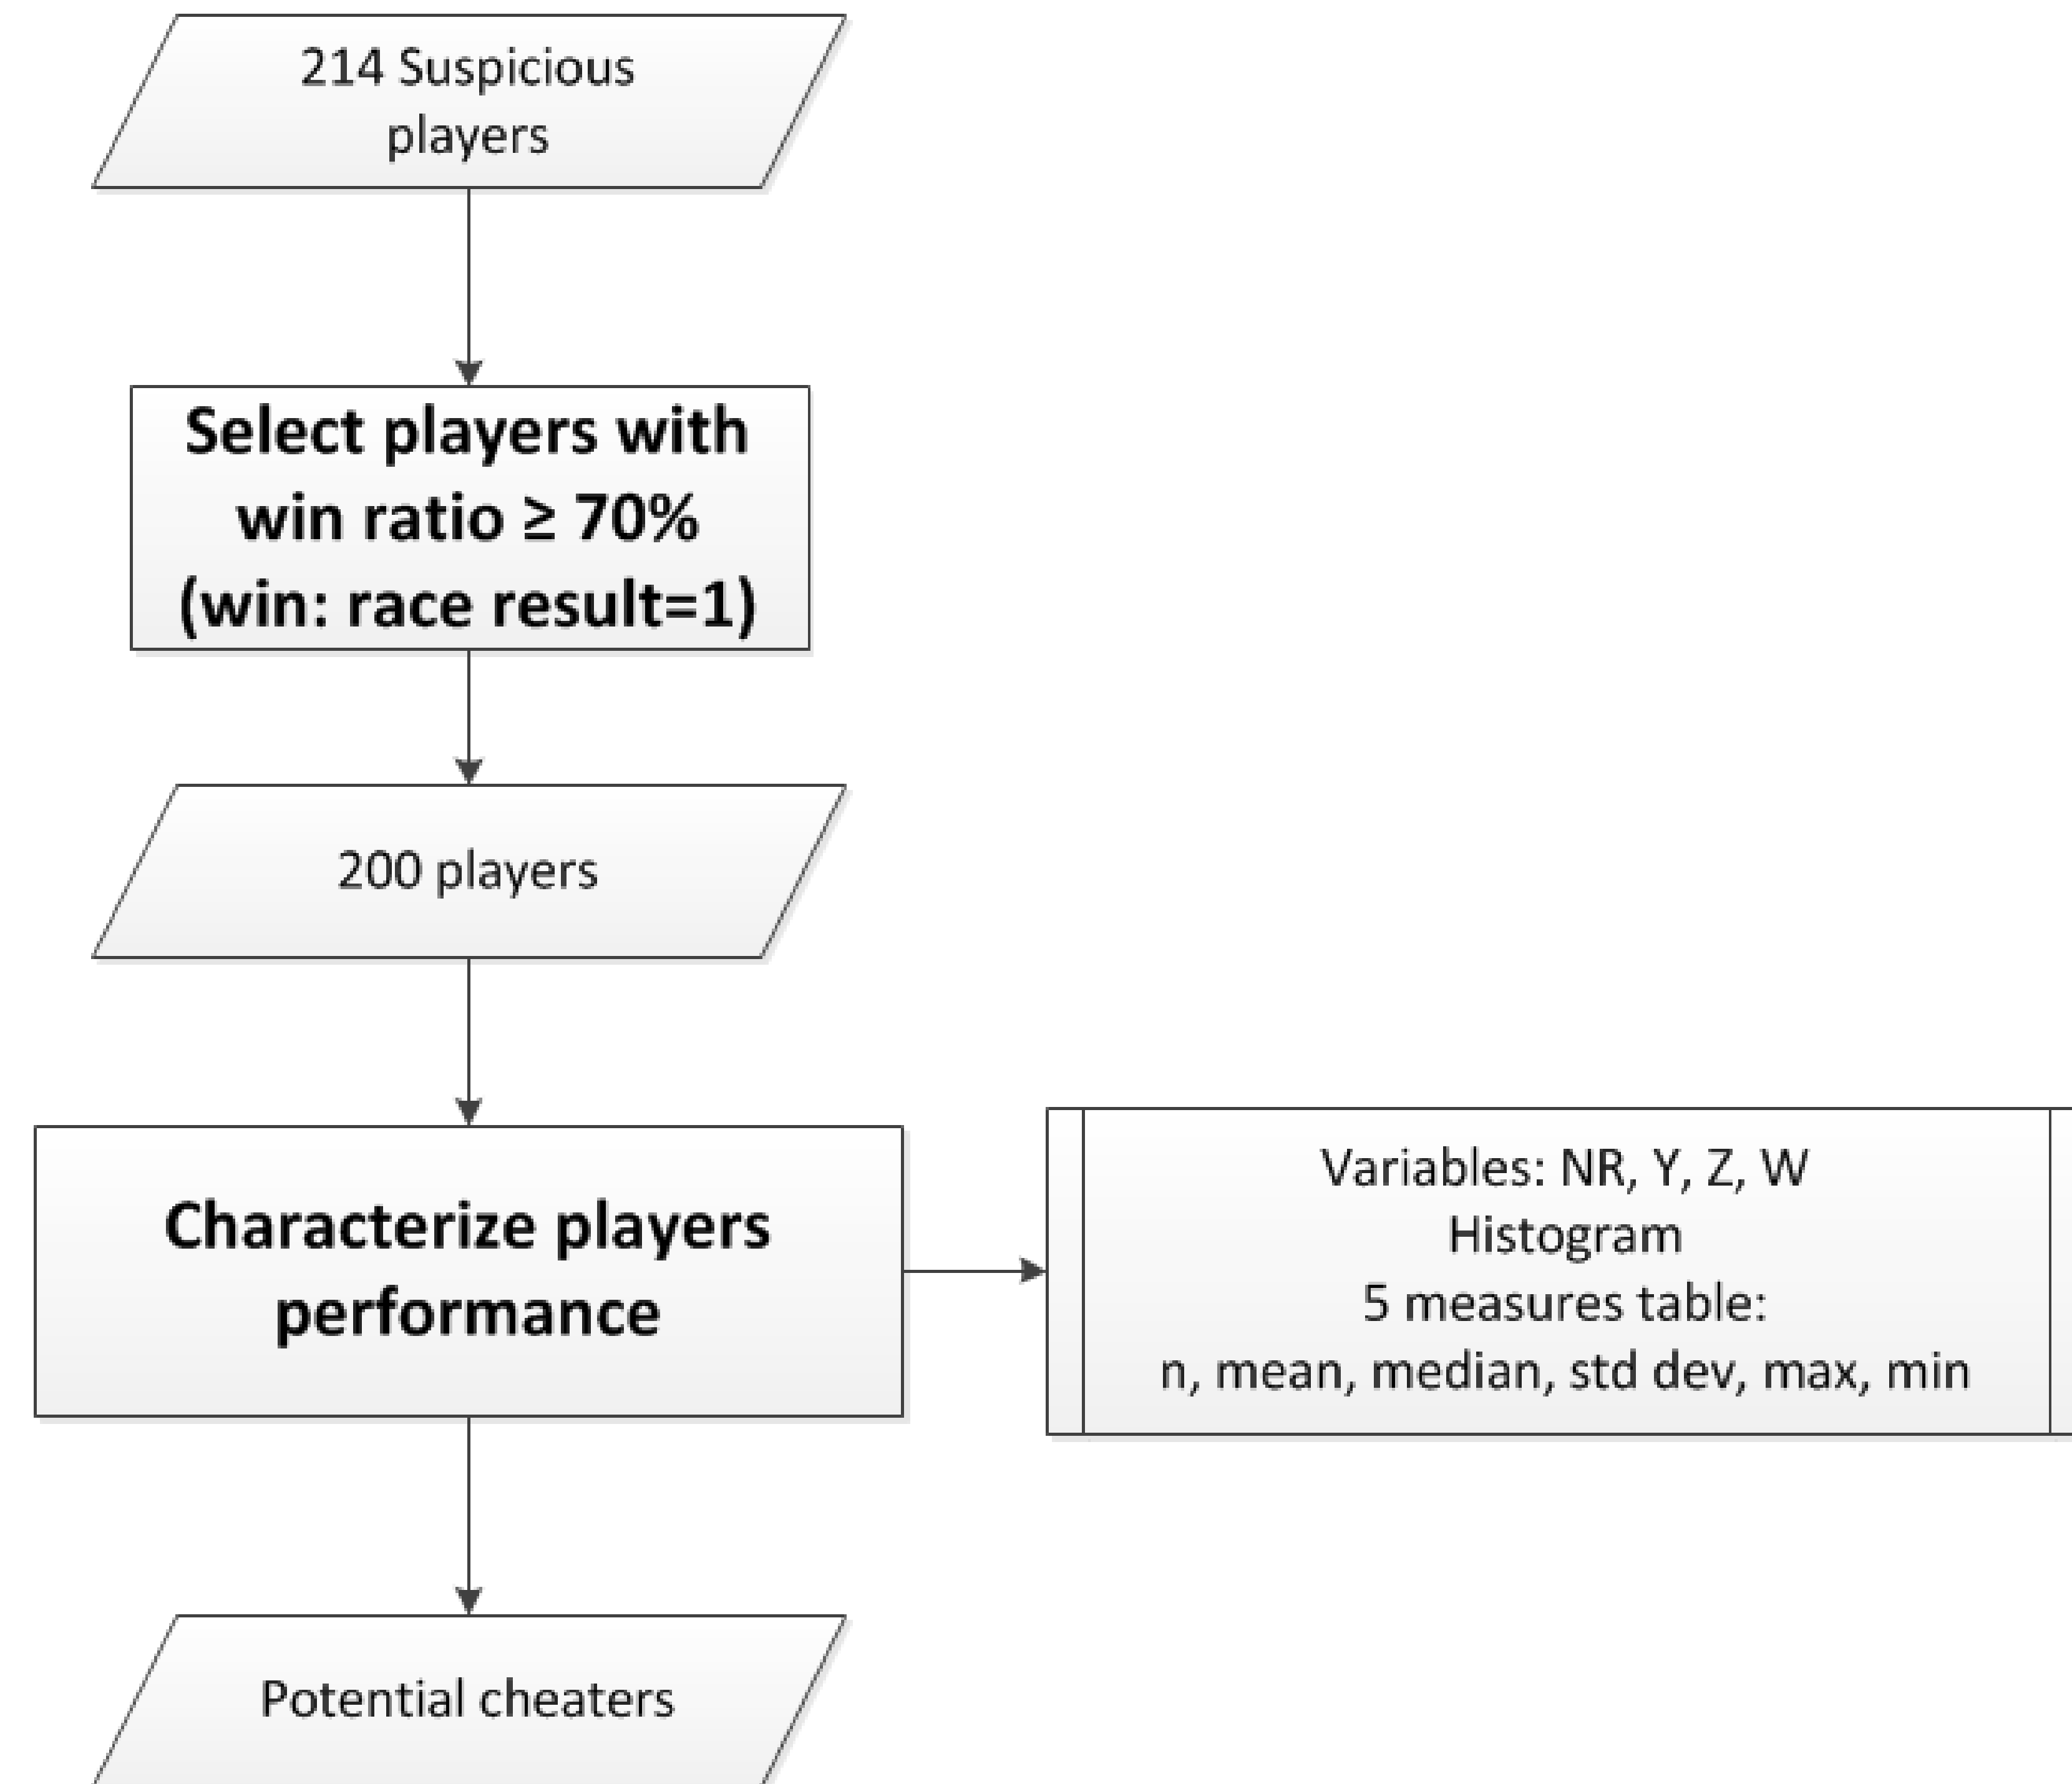 214 Suspicious
players
Select players with
win ratio ≥ 70%
(win: race result=1)
200 players
Characterize players
performance
Variables: NR, Y, Z, W
Histogram
5 measures table:
n, mean, median, std dev, max, min
Potential cheaters